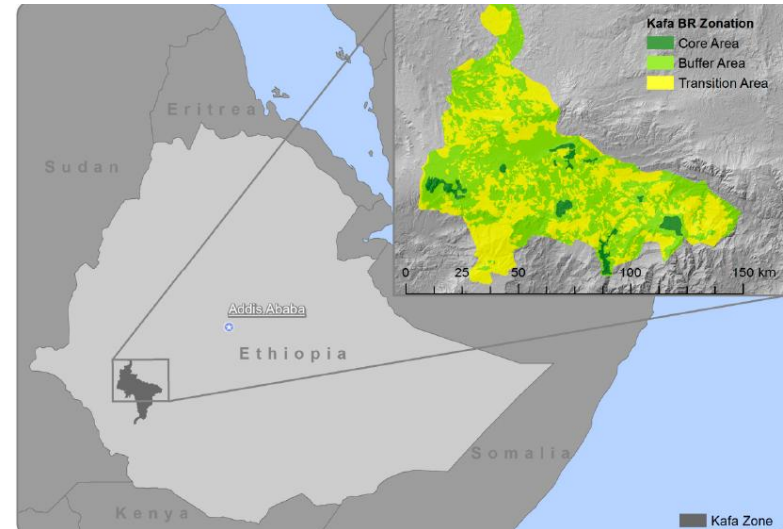 Kafa BR Zonation
Core Area
Buffer Area
Transition Area
0 25 50 100 150 km
Eritrea
Sudan
Addis Ababa
Ethiopia
Somalia
Kenya
Kafa Zone